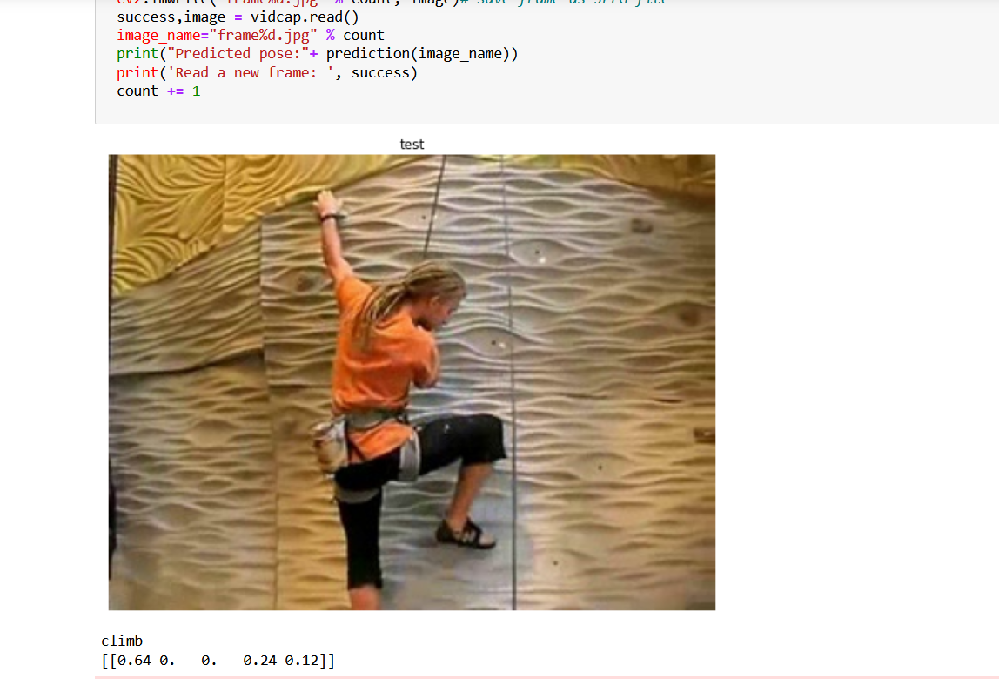 success,image = vidcap.read()
image_name="frame%d.jpg" % count
print("Predicted pose:"+ prediction(image_name))
print('Read a new frame: ', success)
count += 1
test
climb
[[0.64 0. 0. 0.24 0.12]]